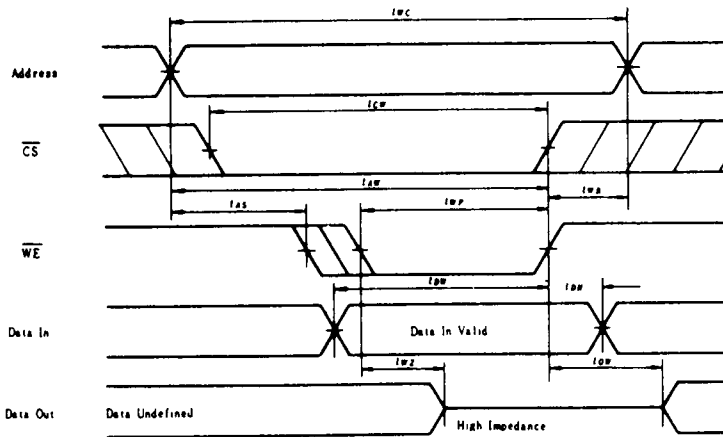 tWC
Address
tCW
CS
tAW
tWR
tAS
tWP
WE
tDW
tDH
Data In
Data In Valid
tWZ
tOW
Data Out
Data Undefined
High Impedance